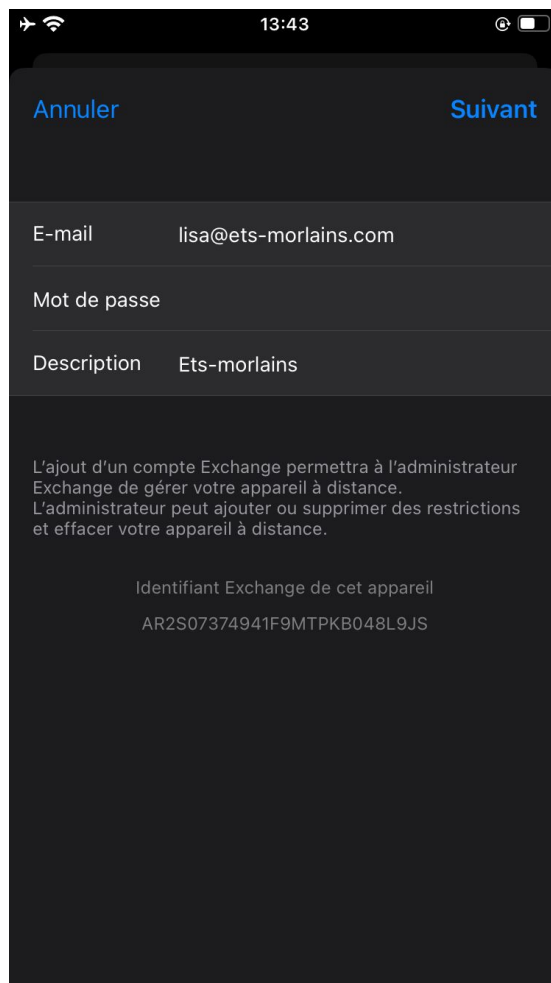 13:43
Annuler Suivant
E-mail lisa@ets-morlains.com
Mot de passe
Description Ets-morlains
L'ajout d'un compte Exchange permettra à l'administrateur
Exchange de gérer votre appareil à distance.
L'administrateur peut ajouter ou supprimer des restrictions
et effacer votre appareil à distance.
Identifiant Exchange de cet appareil
AR2S07374941F9MTPKB048L9JS